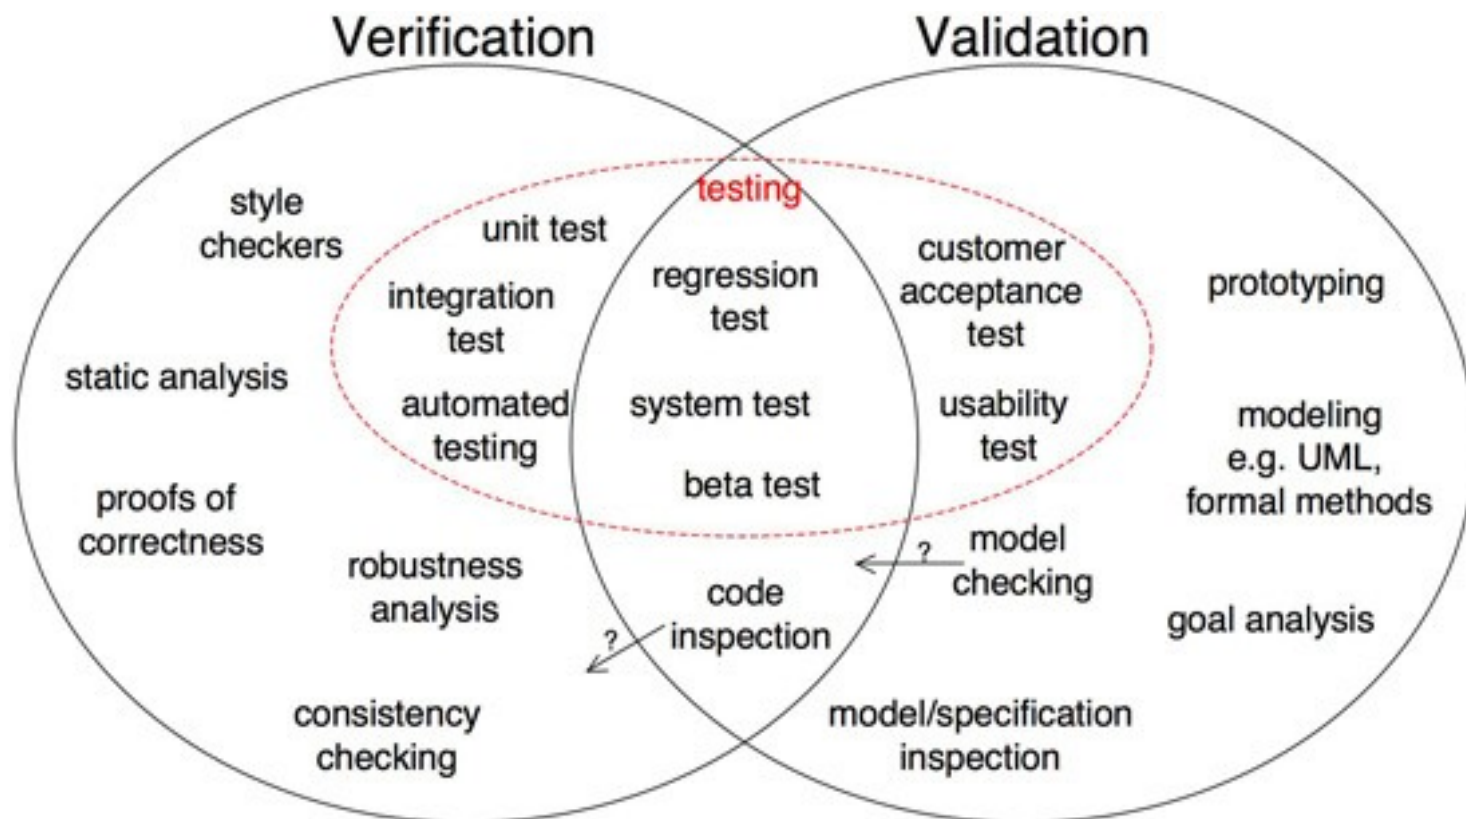 Verification
Validation
testing
style
checkers
unit test
integration
test
static analysis
automated
testing
proofs of
correctness
robustness
analysis
consistency
checking
regression
test
system test
beta test
code
inspection
?
customer
acceptance
test
usability
test
?
model
checking
model/specification
inspection
prototyping
modeling
e.g. UML,
formal methods
goal analysis